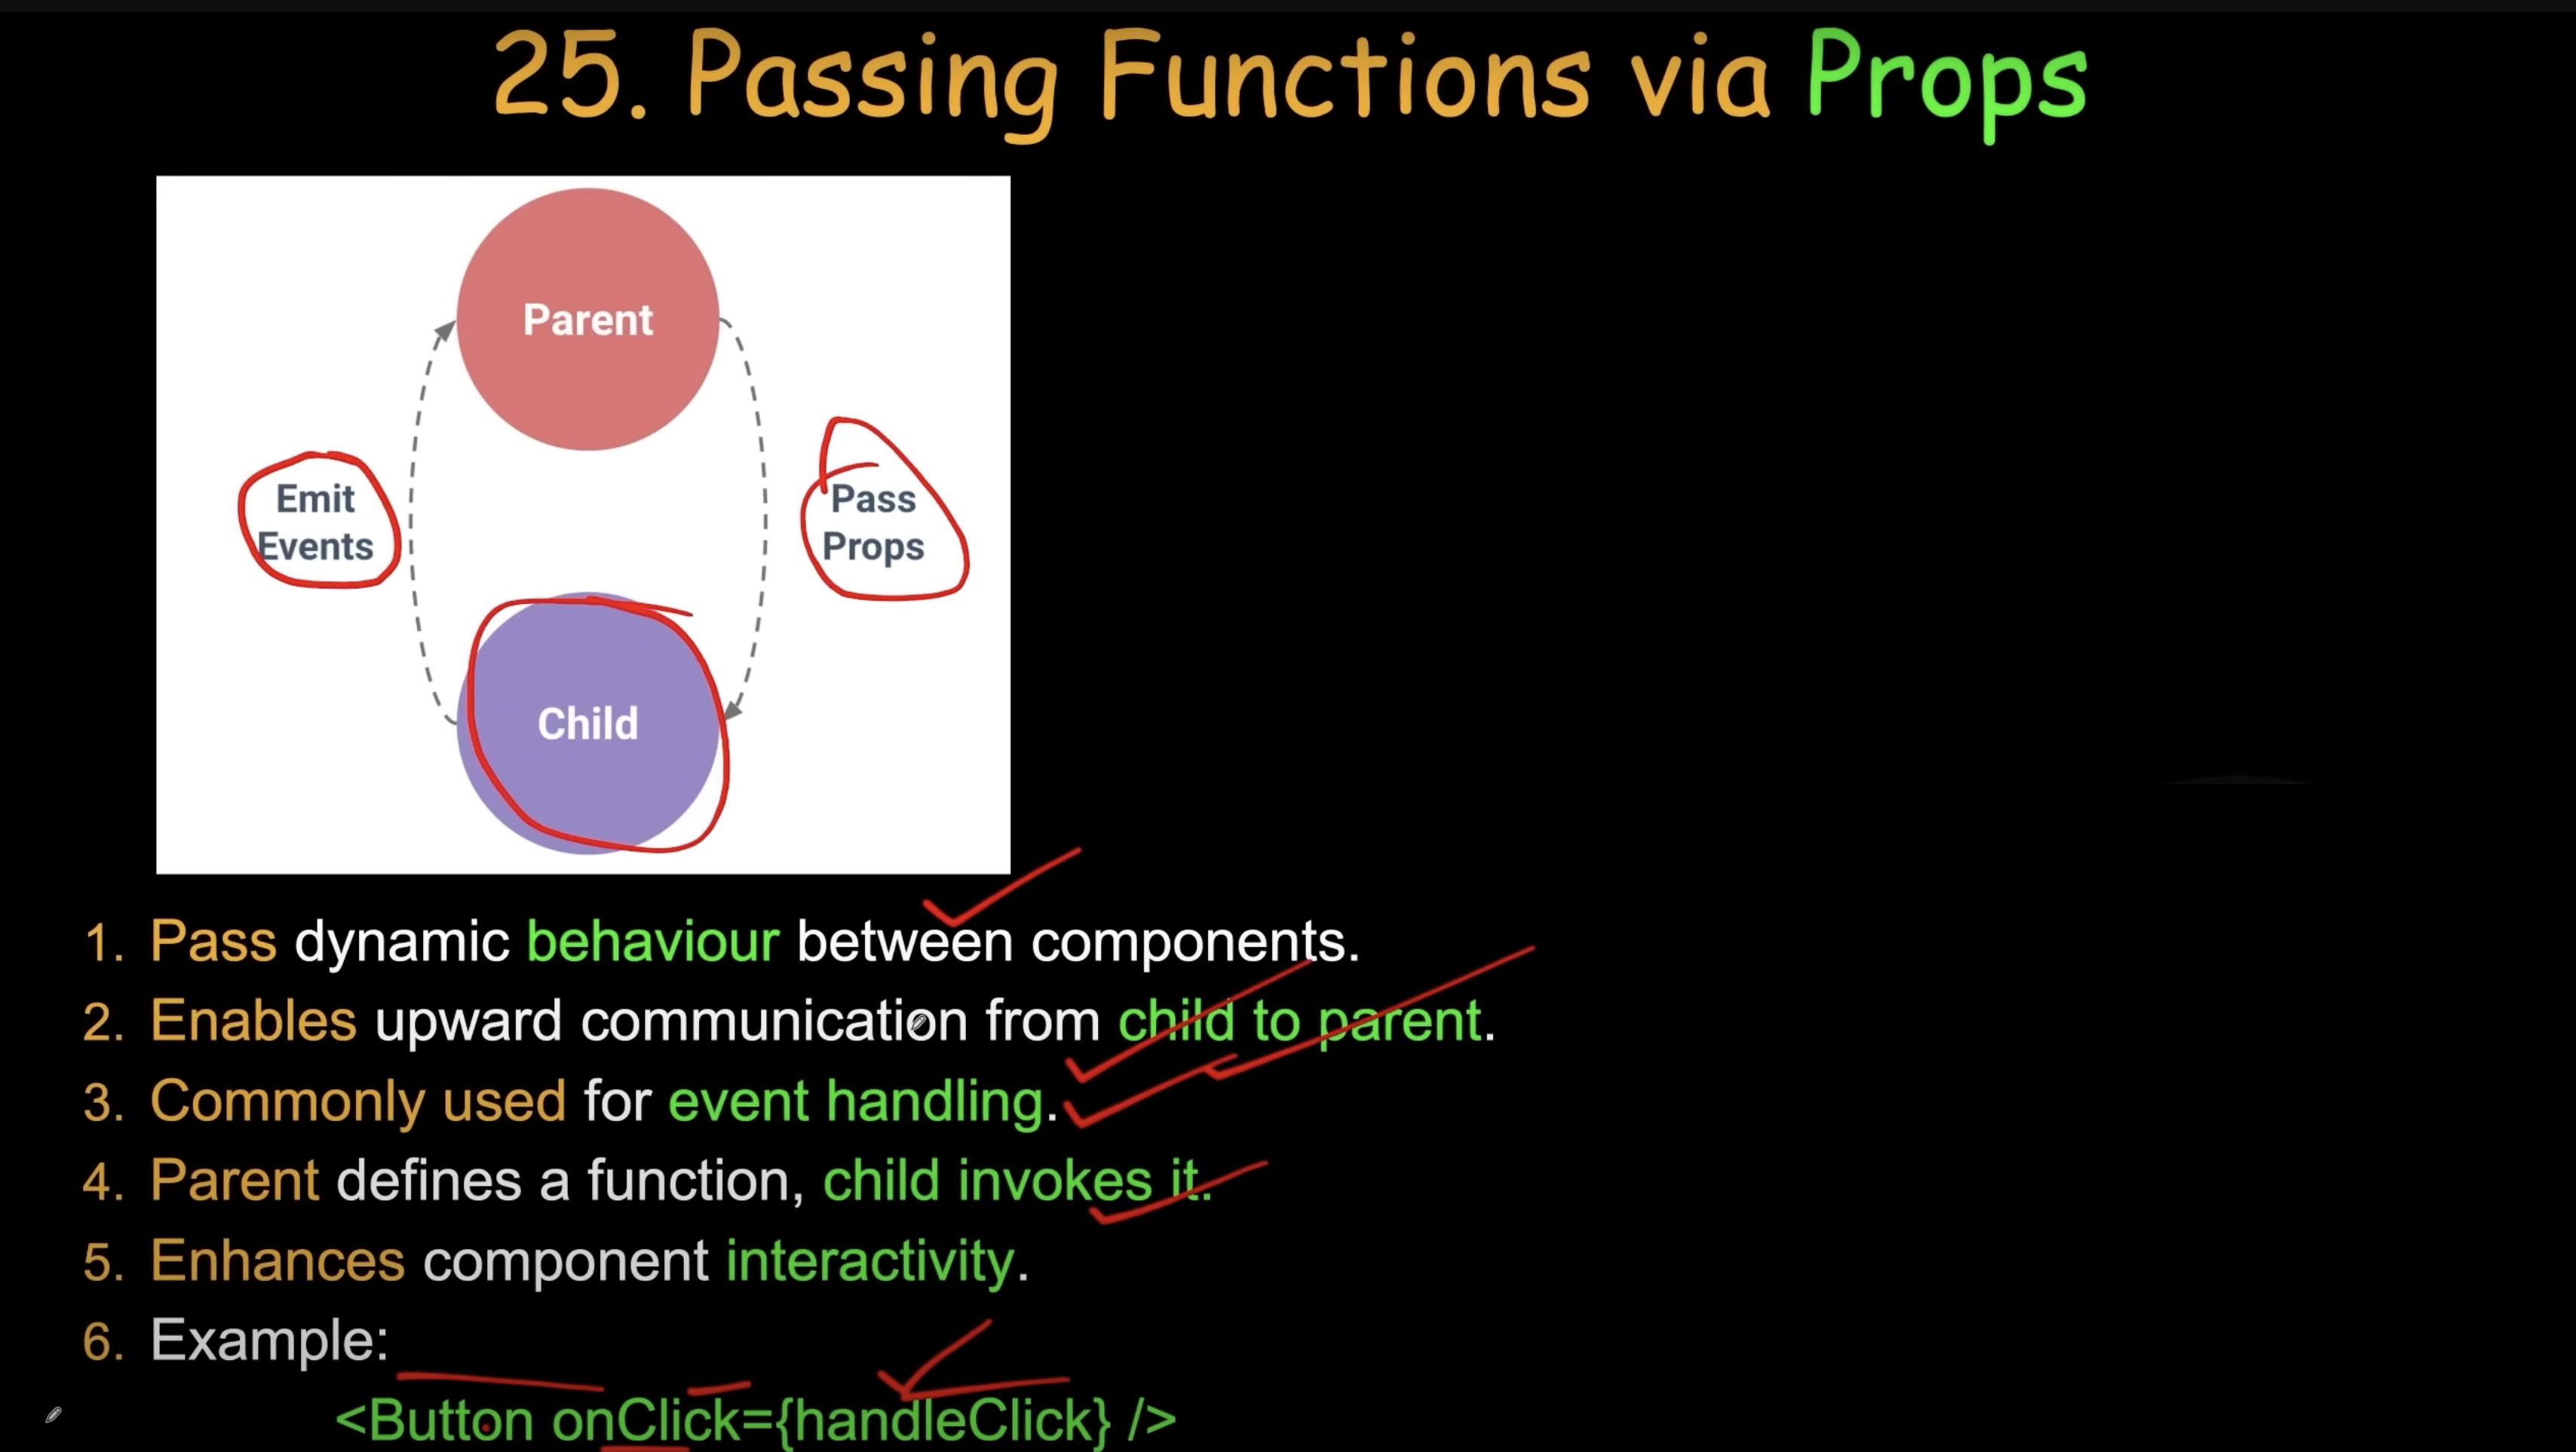 25. Passing Functions via Props
Parent
Emit
Events
Pass
Props
Child
1. Pass dynamic behaviour between components.
2. Enables upward communication from child to parent.
3. Commonly used for event handling.
4. Parent defines a function, child invokes it.
5. Enhances component interactivity.
6. Example:
<Button onClick={handleClick} />